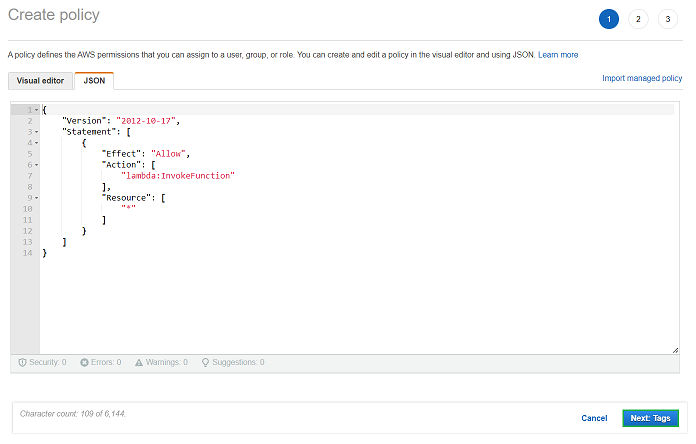 Create policy
1 2 3
A policy defines the AWS permissions that you can assign to a user, group, or role. You can create and edit a policy in the visual editor and using JSON. Learn more
Visual editor JSON Import managed policy
1 {
2 "Version": "2012-10-17",
3 "Statement": [
4 {
5 "Effect": "Allow",
6 "Action": [
7 "lambda:InvokeFunction"
8 ],
9 "Resource": [
10 "*"
11 ]
12 }
13 ]
14 }
Security: 0 Errors: 0 Warnings: 0 Suggestions: 0
Character count: 109 of 6,144.
Cancel Next: Tags